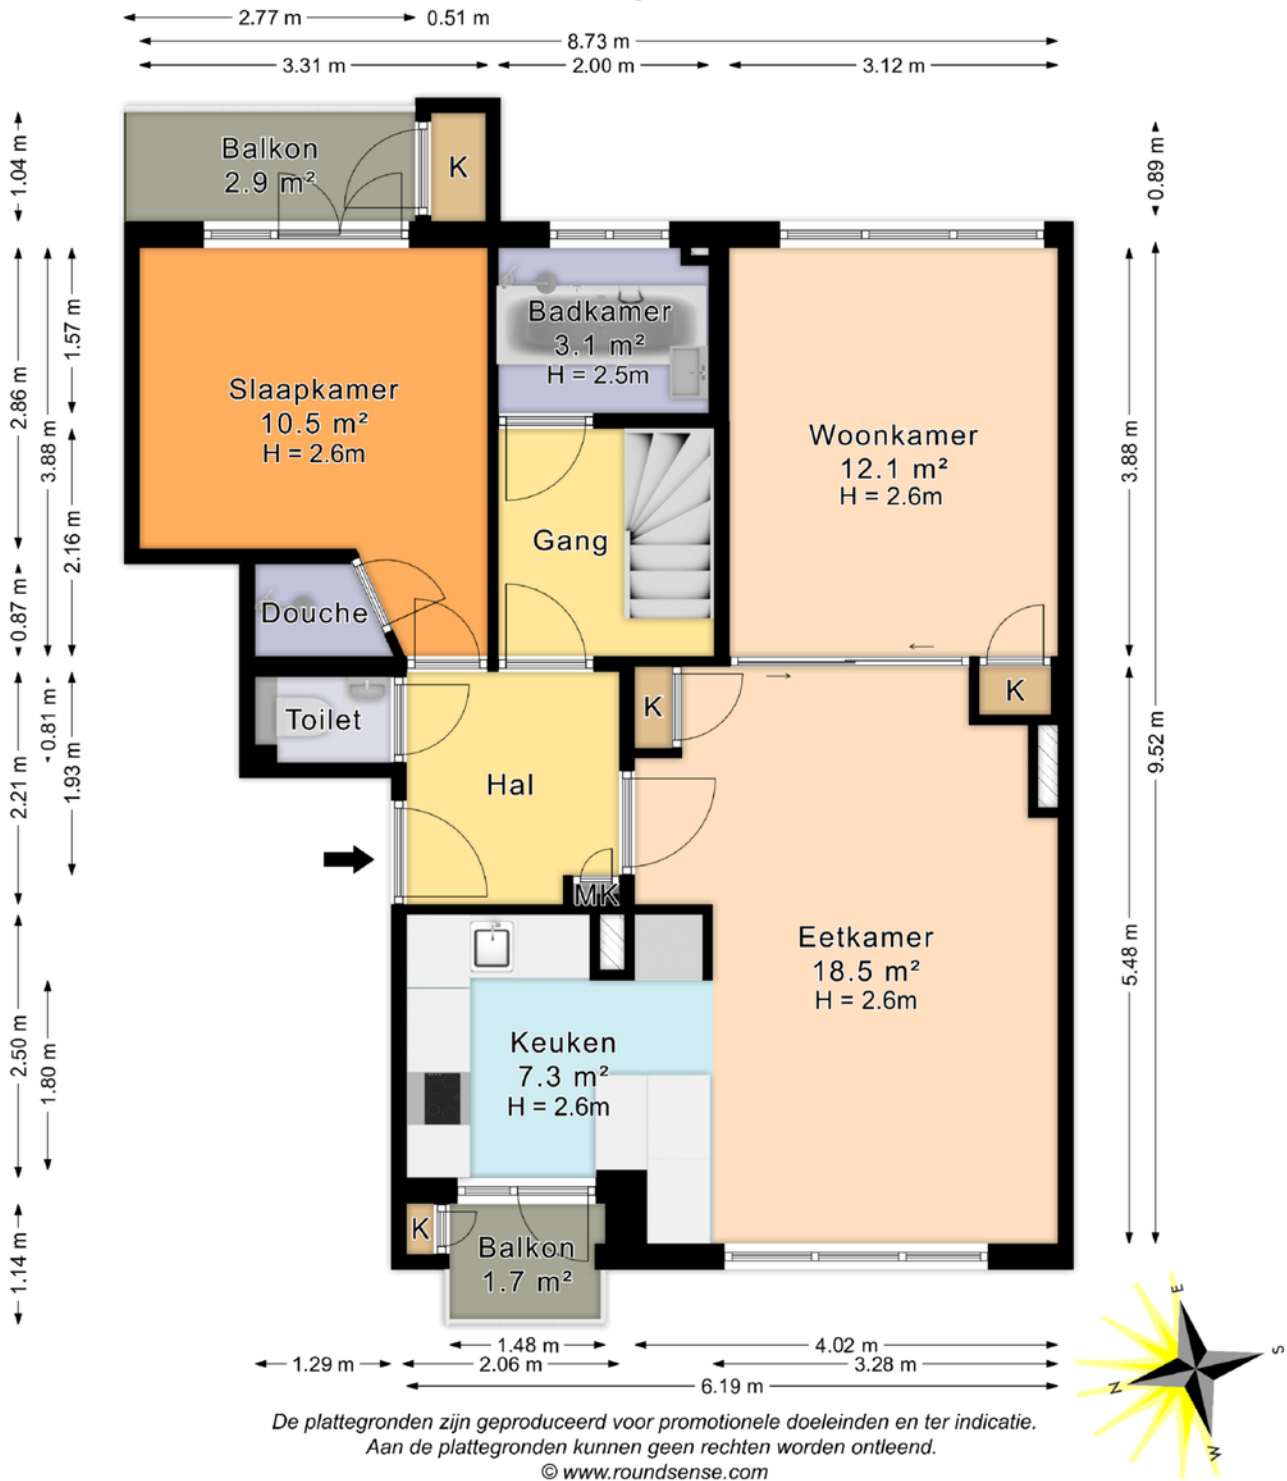 2.77 m
0.51 m
8.73 m
3.31 m
2.00 m
3.12 m
1.04 m
0.89 m
Balkon
2.9 m²
K
2.86 m
3.88 m
1.57 m
2.16 m
0.87 m
Slaapkamer
10.5 m²
H = 2.6m
Badkamer
3.1 m²
H = 2.5m
Woonkamer
12.1 m²
H = 2.6m
3.88 m
9.52 m
Gang
Douche
Toilet
K
K
2.21 m
0.81 m
1.93 m
Hal
MK
Eetkamer
18.5 m²
H = 2.6m
5.48 m
2.50 m
1.80 m
Keuken
7.3 m²
H = 2.6m
1.14 m
K
Balkon
1.7 m²
E
S
N
W
1.48 m
4.02 m
1.29 m
2.06 m
3.28 m
6.19 m
De plattegronden zijn geproduceerd voor promotionele doeleinden en ter indicatie.
Aan de plattegronden kunnen geen rechten worden ontleend.
© www.roundsense.com